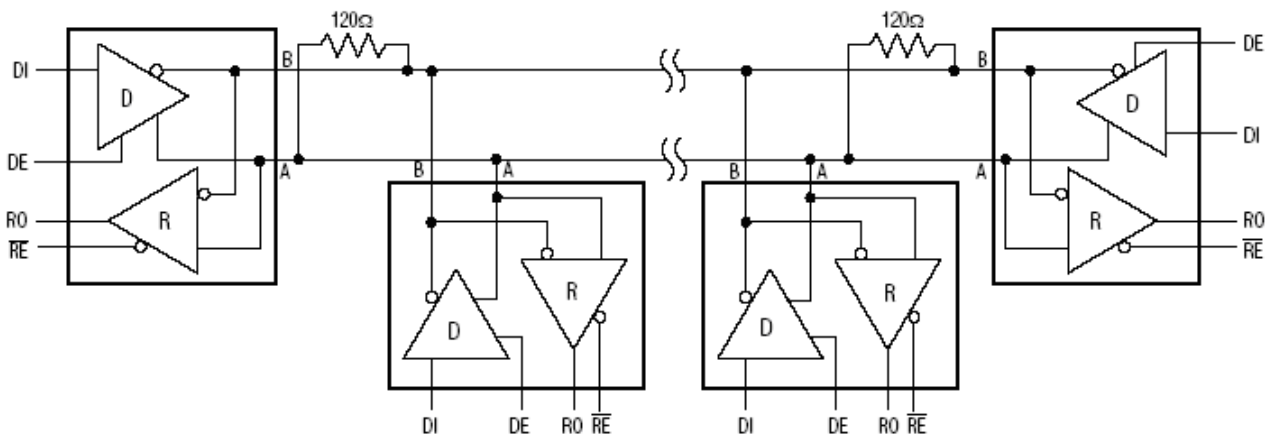 120Ω 120Ω
B B DE
DI D D
DE A A DI
B A B A
RO R R RO
RE RE
R R
D D
DI DE RO RE DI DE RO RE